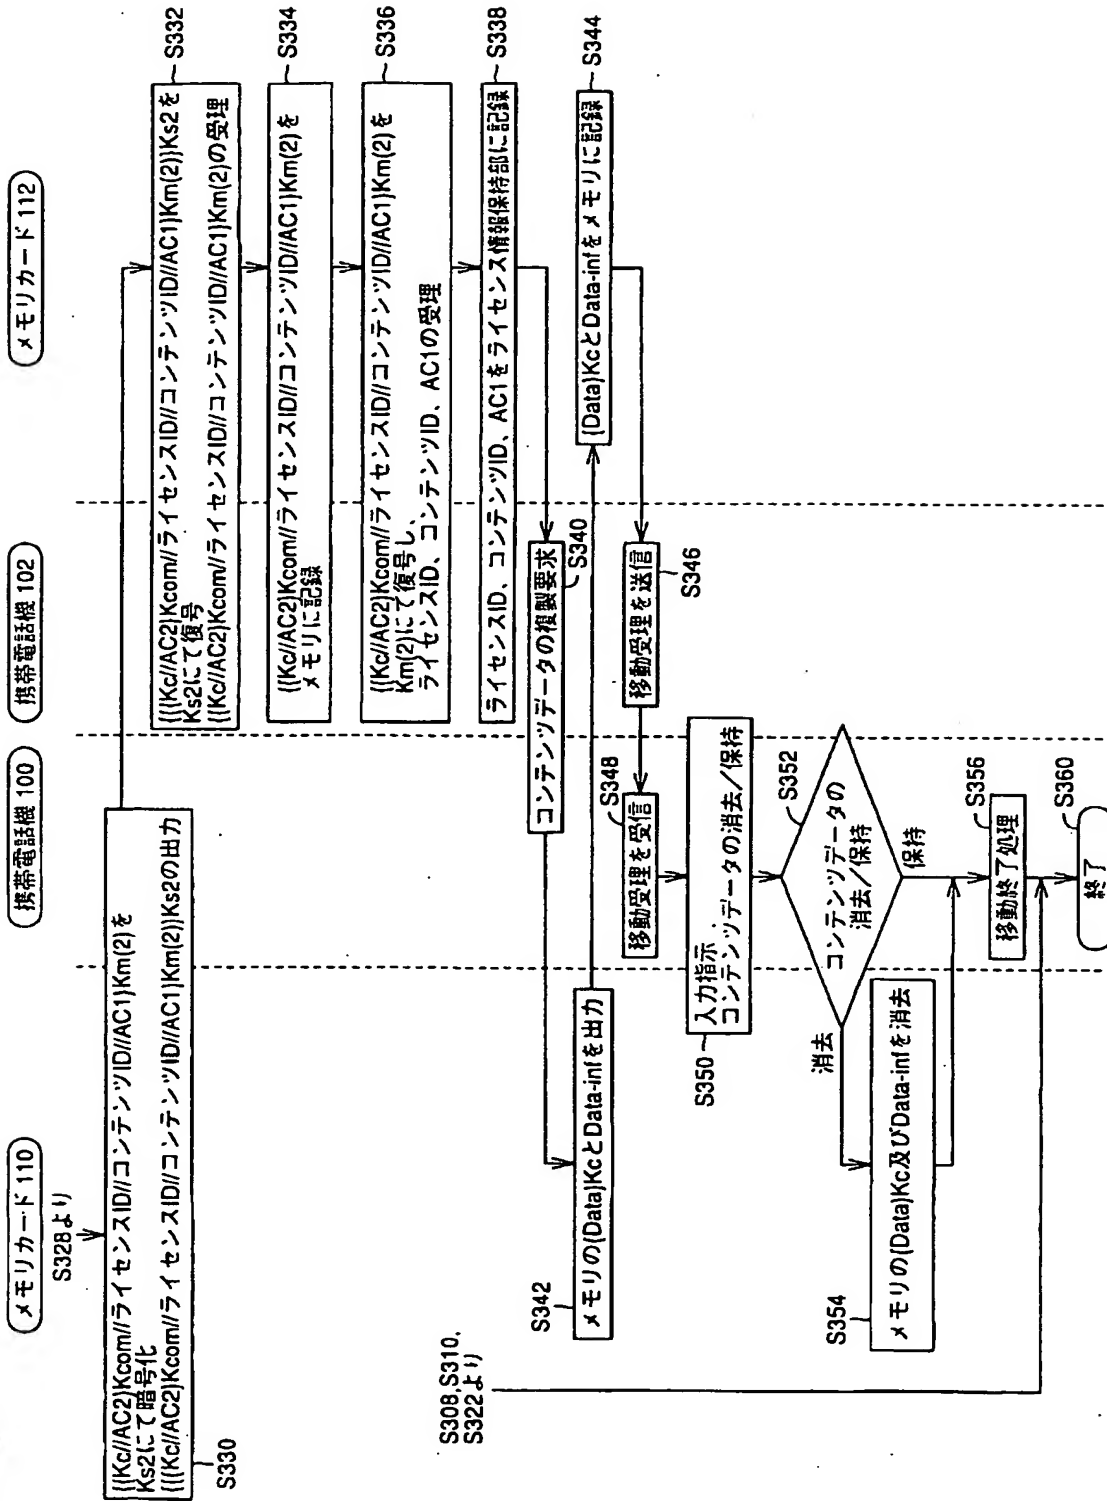 メモリカード 110
携帯電話機 100
携帯電話機 102
メモリカード 112
S328より
{{Kc//AC2}Kcom//ライセンスID//コンテンツID//AC1}Km(2)を
Ks2にて暗号化
{{{Kc//AC2}Kcom//ライセンスID//コンテンツID//AC1}Km(2)}Ks2の出力
S330
{{{Kc//AC2}Kcom//ライセンスID//コンテンツID//AC1}Km(2)}Ks2を
Ks2にて復号
{{Kc//AC2}Kcom//ライセンスID//コンテンツID//AC1}Km(2)の受理
S332
{{Kc//AC2}Kcom//ライセンスID//コンテンツID//AC1}Km(2)を
メモリに記録
S334
{{Kc//AC2}Kcom//ライセンスID//コンテンツID//AC1}Km(2)を
Km(2)にて復号し、
ライセンスID、コンテンツID、AC1の受理
S336
ライセンスID、コンテンツID、AC1をライセンス情報保持部に記録
S338
コンテンツデータの複製要求
S340
S342
メモリの{Data}KcとData-infを出力
{Data}KcとData-infをメモリに記録
S344
移動受理を送信
S346
S348
移動受理を受信
入力指示
コンテンツデータの消去/保持
S350
S352
コンテンツデータの
消去/保持
消去
保持
S354
メモリの{Data}Kc及びData-infを消去
S356
移動終了処理
S308,S310,
S322より
S360
終了